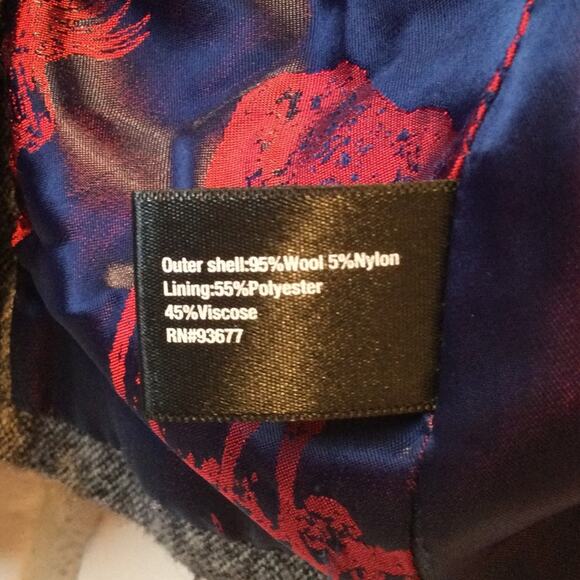 Outer shell:95%Wool 5%Nylon
Lining:55%Polyester
45%Viscose
RN#93677